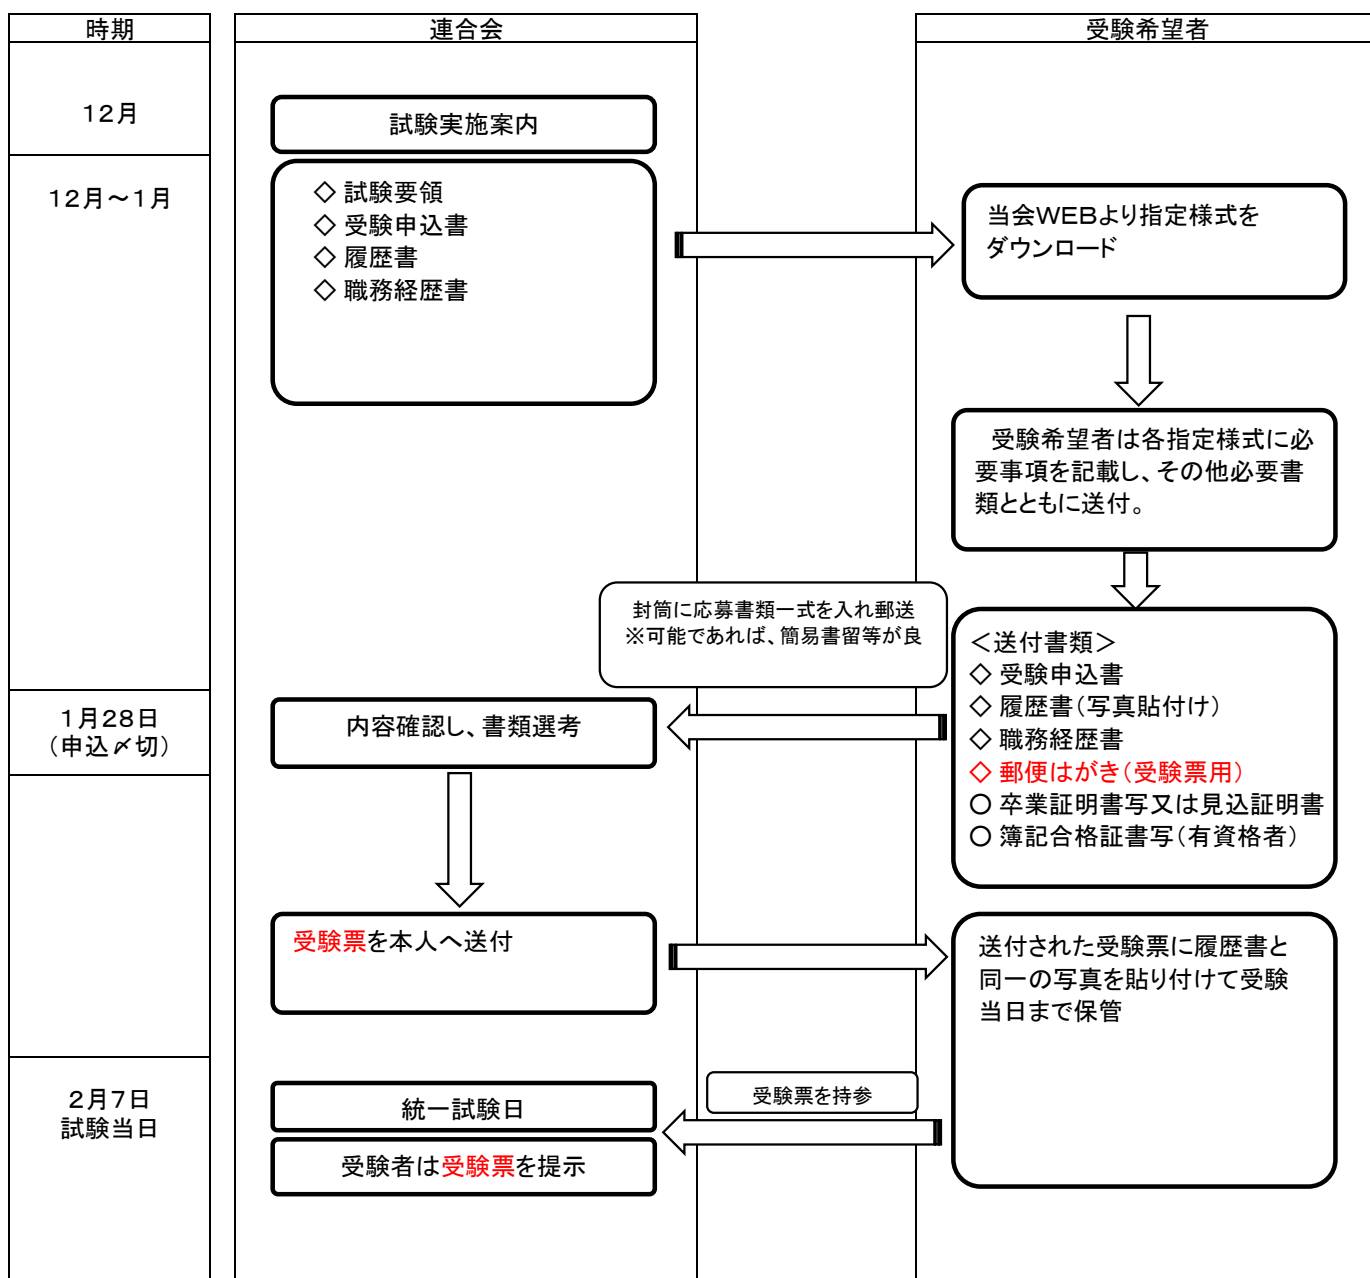 時期
連合会
受験希望者
12月
試験実施案内
12月～1月
◇ 試験要領
◇ 受験申込書
◇ 履歴書
◇ 職務経歴書
当会WEBより指定様式を
ダウンロード
受験希望者は各指定様式に必
要事項を記載し、その他必要書
類とともに送付。
封筒に応募書類一式を入れ郵送
※可能であれば、簡易書留等が良
＜送付書類＞
◇ 受験申込書
◇ 履歴書（写真貼付け）
◇ 職務経歴書
◇ 郵便はがき（受験票用）
○ 卒業証明書写又は見込証明書
○ 簿記合格証書写（有資格者）
1月28日
（申込〆切）
内容確認し、書類選考
受験票を本人へ送付
送付された受験票に履歴書と
同一の写真を貼り付けて受験
当日まで保管
2月7日
試験当日
統一試験日
受験票を持参
受験者は受験票を提示